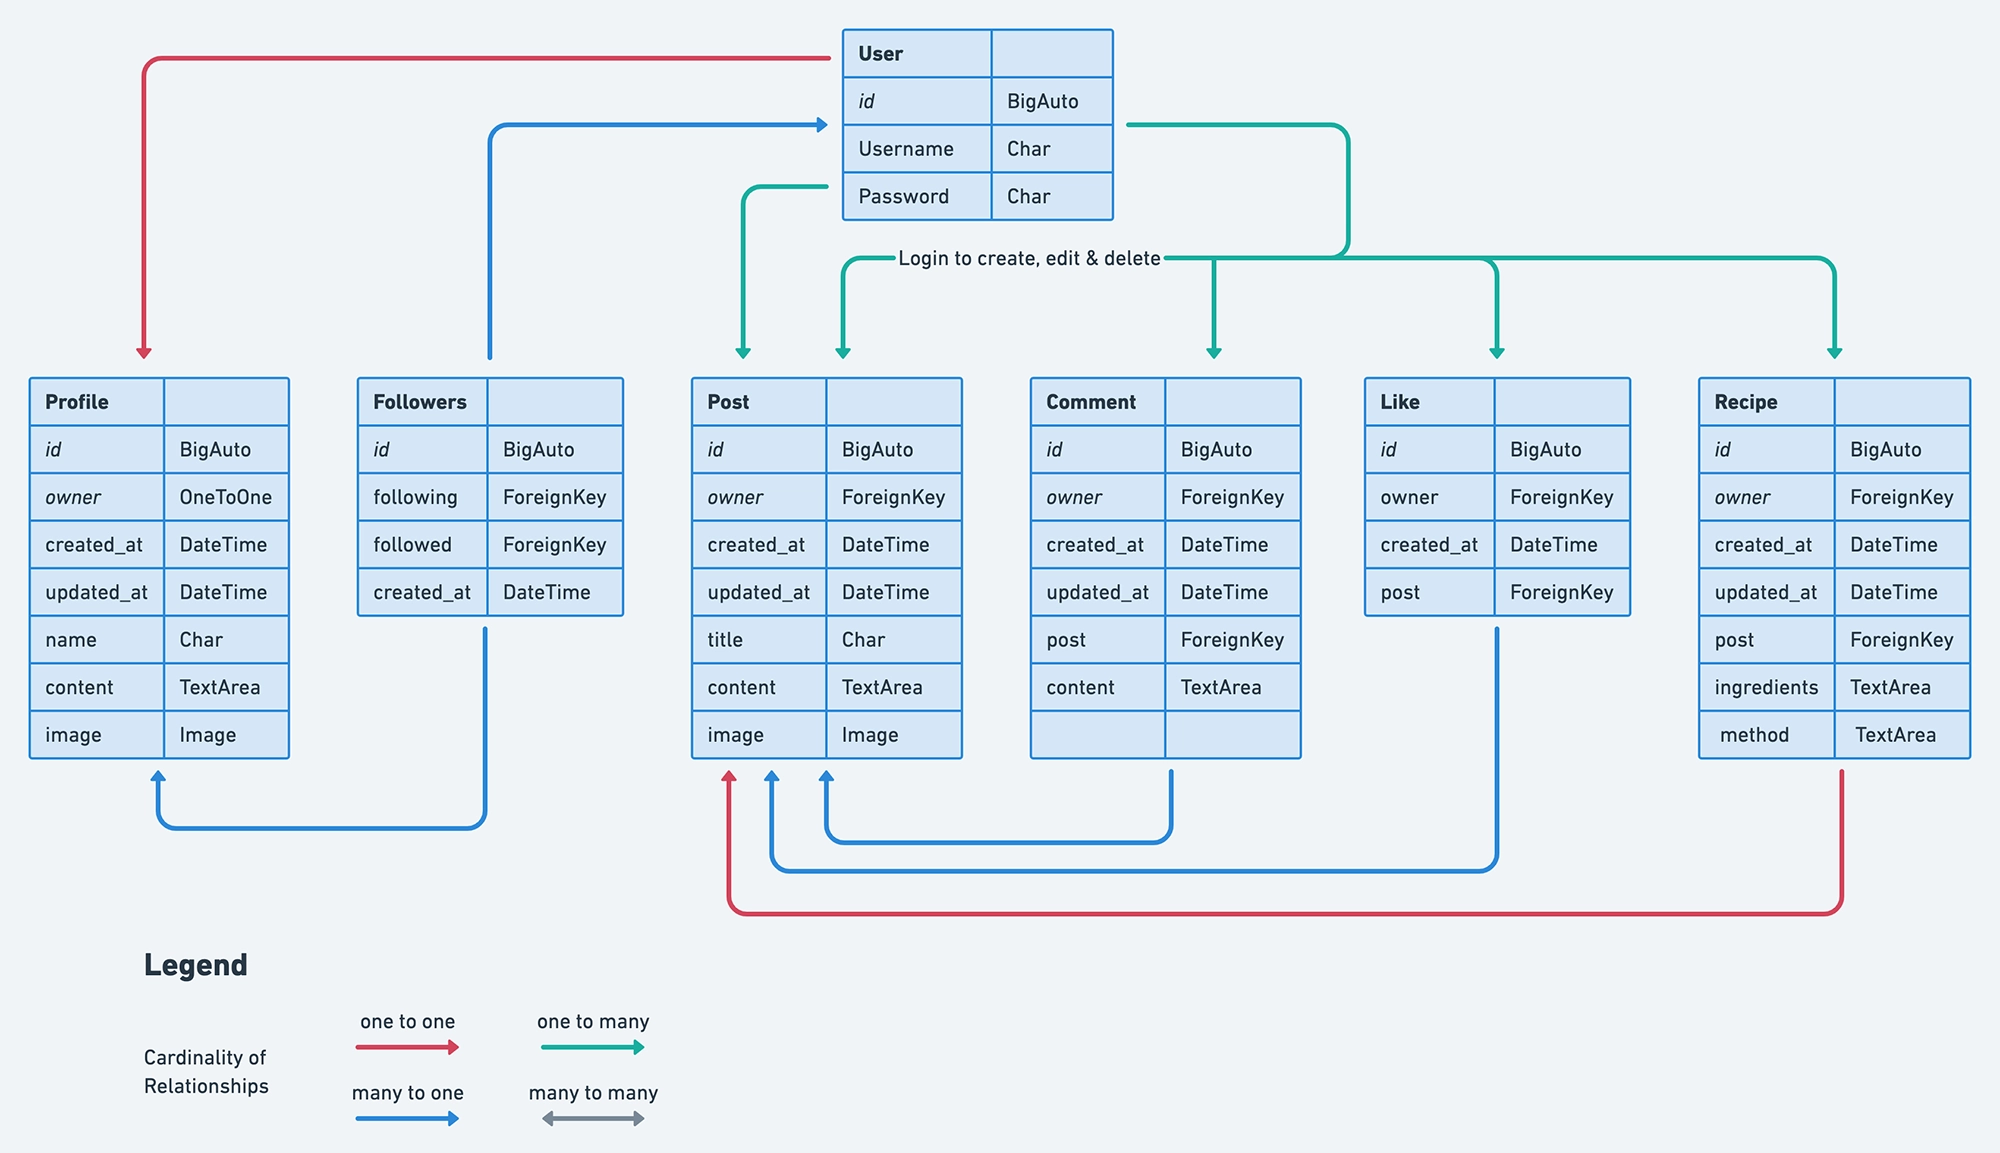 User
id BigAuto
Username Char
Password Char
Login to create, edit & delete
Profile
id BigAuto
owner OneToOne
created_at DateTime
updated_at DateTime
name Char
content TextArea
image Image
Followers
id BigAuto
following ForeignKey
followed ForeignKey
created_at DateTime
Post
id BigAuto
owner ForeignKey
created_at DateTime
updated_at DateTime
title Char
content TextArea
image Image
Comment
id BigAuto
owner ForeignKey
created_at DateTime
updated_at DateTime
post ForeignKey
content TextArea
Like
id BigAuto
owner ForeignKey
created_at DateTime
post ForeignKey
Recipe
id BigAuto
owner ForeignKey
created_at DateTime
updated_at DateTime
post ForeignKey
ingredients TextArea
method TextArea
Legend
Cardinality of
Relationships
one to one
one to many
many to one
many to many